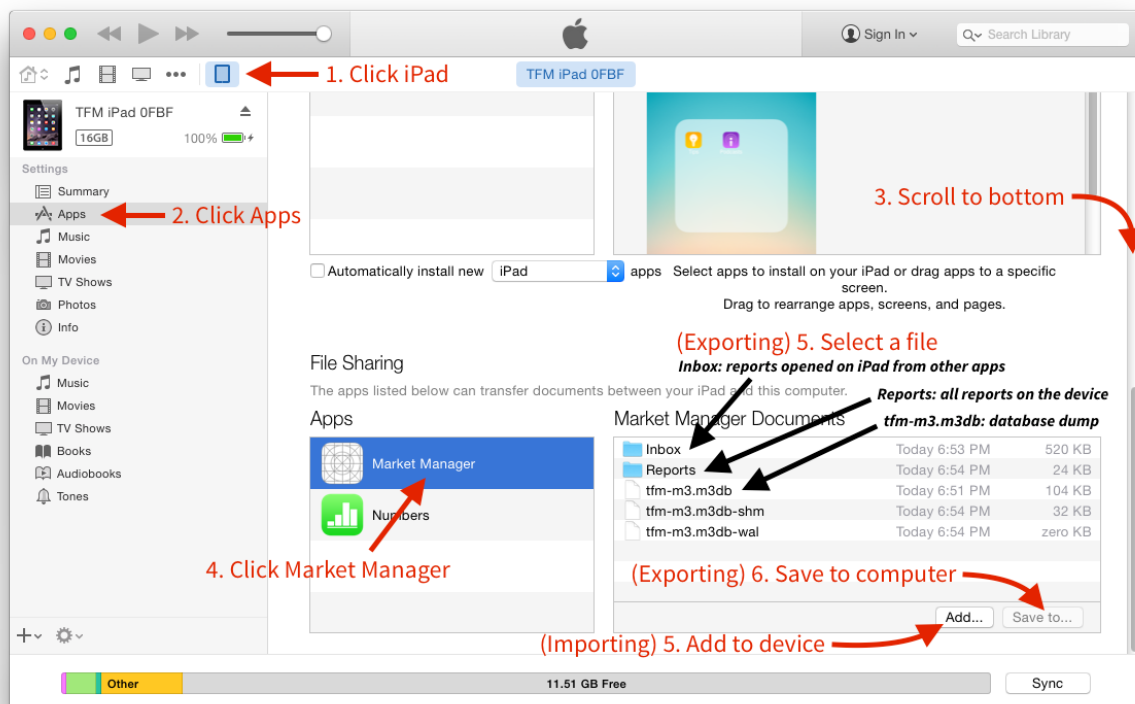 Sign In
Search Library
1. Click iPad
TFM iPad 0FBF
TFM iPad 0FBF
16GB
100%
Settings
Summary
Apps
2. Click Apps
Music
Movies
TV Shows
Photos
Info
On My Device
Music
Movies
TV Shows
Books
Audiobooks
Tones
3. Scroll to bottom
Automatically install new iPad apps
Select apps to install on your iPad or drag apps to a specific
screen.
Drag to rearrange apps, screens, and pages.
(Exporting) 5. Select a file
Inbox: reports opened on iPad from other apps
File Sharing
The apps listed below can transfer documents between your iPad and this computer.
Reports: all reports on the device
Apps
Market Manager Documents
tfm-m3.m3db: database dump
Market Manager
Numbers
Inbox Today 6:53 PM 520 KB
Reports Today 6:54 PM 24 KB
tfm-m3.m3db Today 6:51 PM 104 KB
tfm-m3.m3db-shm Today 6:54 PM 32 KB
tfm-m3.m3db-wal Today 6:54 PM zero KB
4. Click Market Manager
(Exporting) 6. Save to computer
Add... Save to...
(Importing) 5. Add to device
Other
11.51 GB Free
Sync